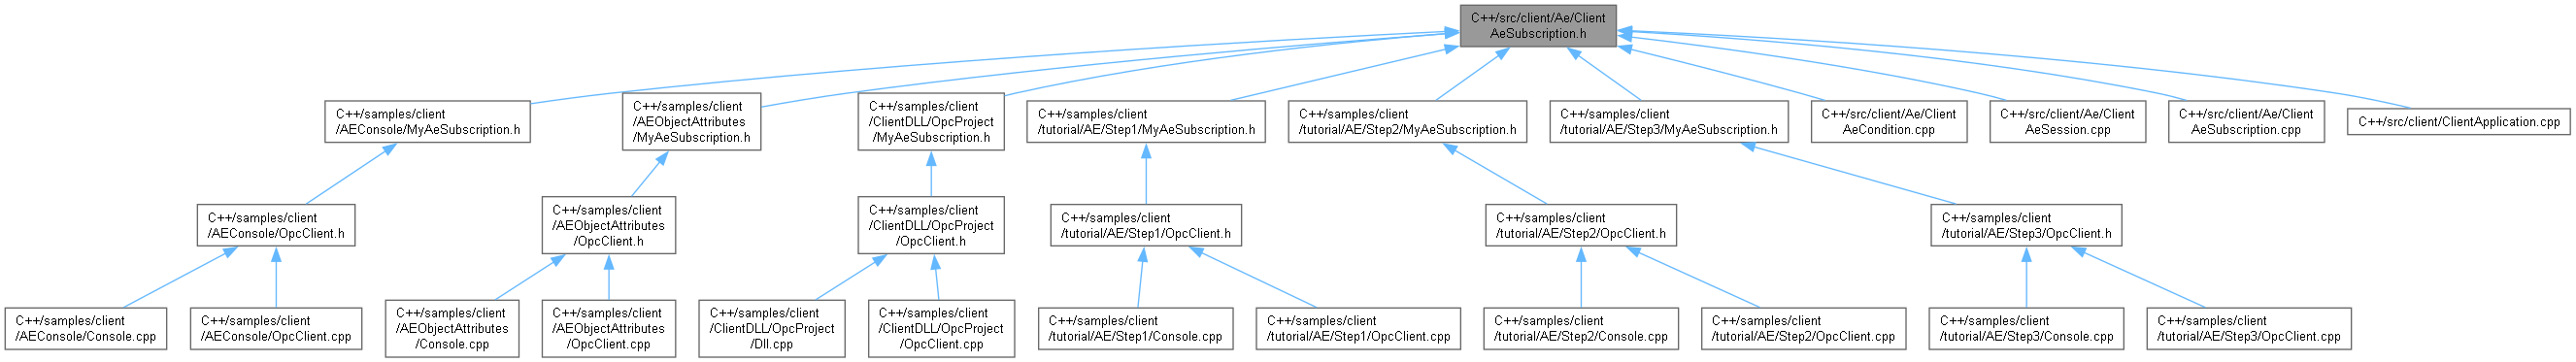 C++/src/client/Ae/Client
AeSubscription.h
C++/samples/client
/AEConsole/MyAeSubscription.h
C++/samples/client
/AEObjectAttributes
/MyAeSubscription.h
C++/samples/client
/ClientDLL/OpcProject
/MyAeSubscription.h
C++/samples/client
/tutorial/AE/Step1/MyAeSubscription.h
C++/samples/client
/tutorial/AE/Step2/MyAeSubscription.h
C++/samples/client
/tutorial/AE/Step3/MyAeSubscription.h
C++/src/client/Ae/Client
AeCondition.cpp
C++/src/client/Ae/Client
AeSession.cpp
C++/src/client/Ae/Client
AeSubscription.cpp
C++/src/client/ClientApplication.cpp
C++/samples/client
/AEConsole/OpcClient.h
C++/samples/client
/AEObjectAttributes
/OpcClient.h
C++/samples/client
/ClientDLL/OpcProject
/OpcClient.h
C++/samples/client
/tutorial/AE/Step1/OpcClient.h
C++/samples/client
/tutorial/AE/Step2/OpcClient.h
C++/samples/client
/tutorial/AE/Step3/OpcClient.h
C++/samples/client
/AEConsole/Console.cpp
C++/samples/client
/AEConsole/OpcClient.cpp
C++/samples/client
/AEObjectAttributes
/Console.cpp
C++/samples/client
/AEObjectAttributes
/OpcClient.cpp
C++/samples/client
/ClientDLL/OpcProject
/Dll.cpp
C++/samples/client
/ClientDLL/OpcProject
/OpcClient.cpp
C++/samples/client
/tutorial/AE/Step1/Console.cpp
C++/samples/client
/tutorial/AE/Step1/OpcClient.cpp
C++/samples/client
/tutorial/AE/Step2/Console.cpp
C++/samples/client
/tutorial/AE/Step2/OpcClient.cpp
C++/samples/client
/tutorial/AE/Step3/Console.cpp
C++/samples/client
/tutorial/AE/Step3/OpcClient.cpp